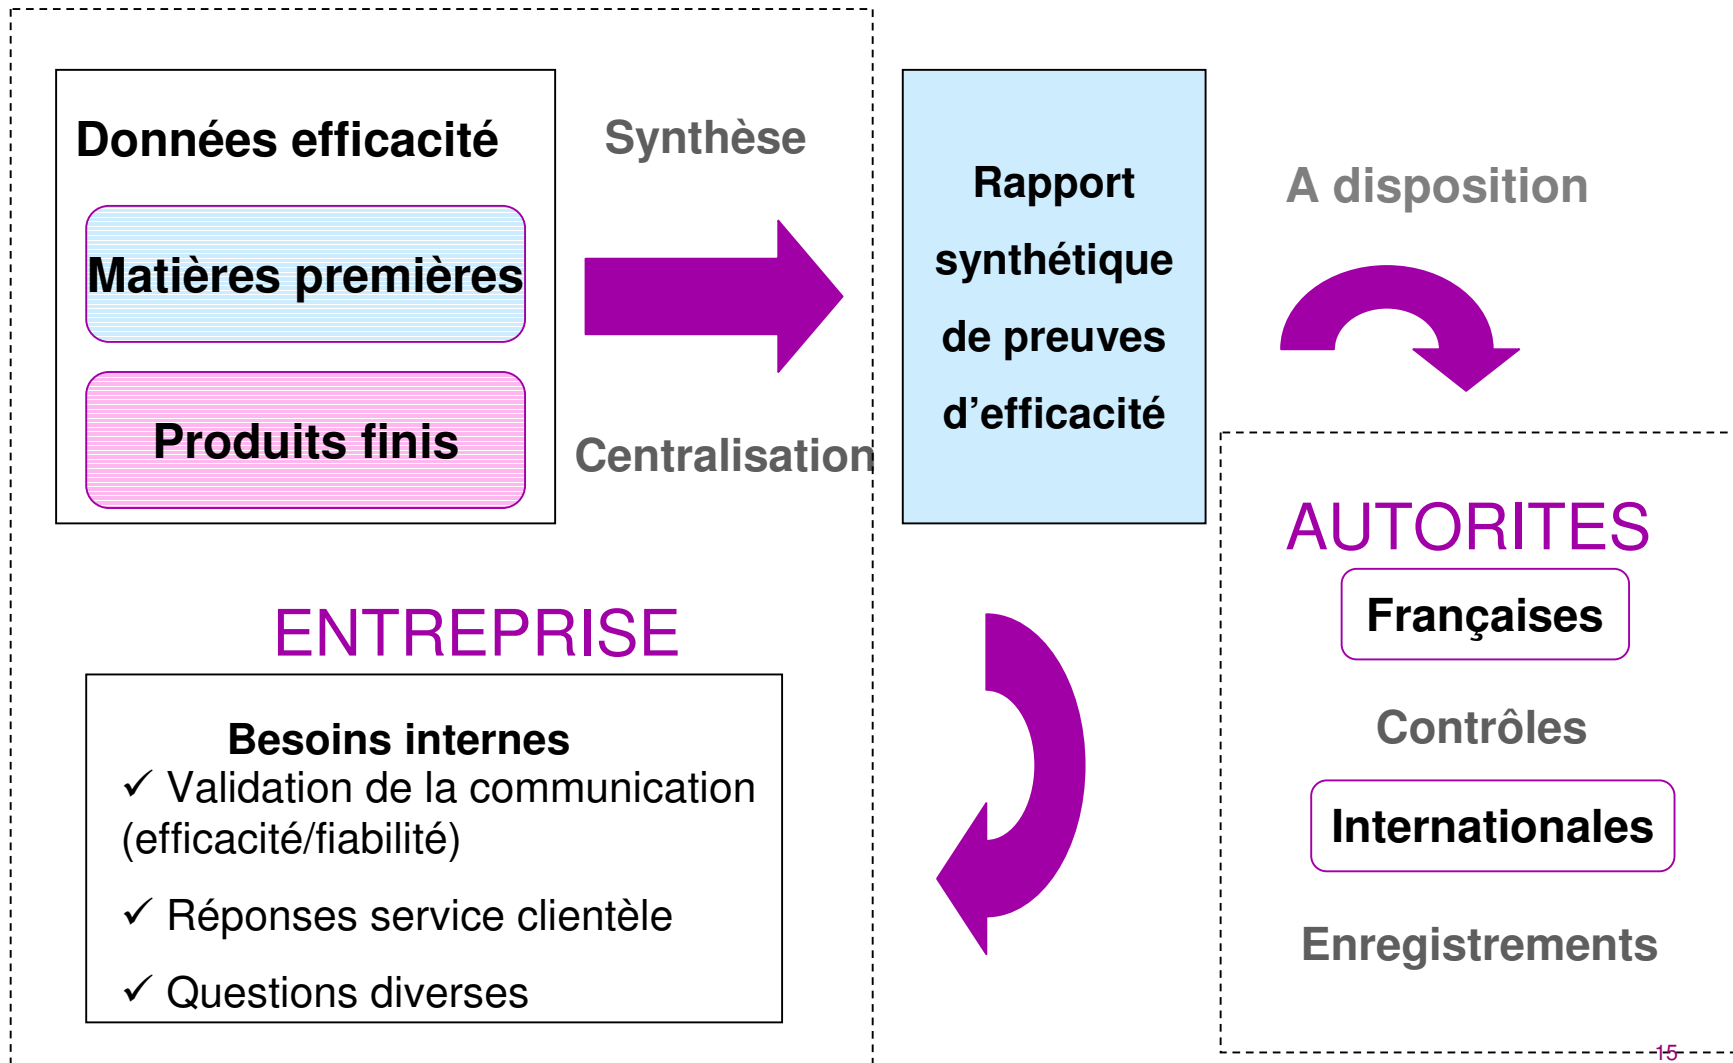 Données efficacité
Matières premières
Produits finis
Synthèse
Centralisation
Rapport
synthétique
de preuves
d’efficacité
A disposition
ENTREPRISE
Besoins internes
✓ Validation de la communication
(efficacité/fiabilité)
✓ Réponses service clientèle
✓ Questions diverses
AUTORITES
Françaises
Contrôles
Internationales
Enregistrements
15